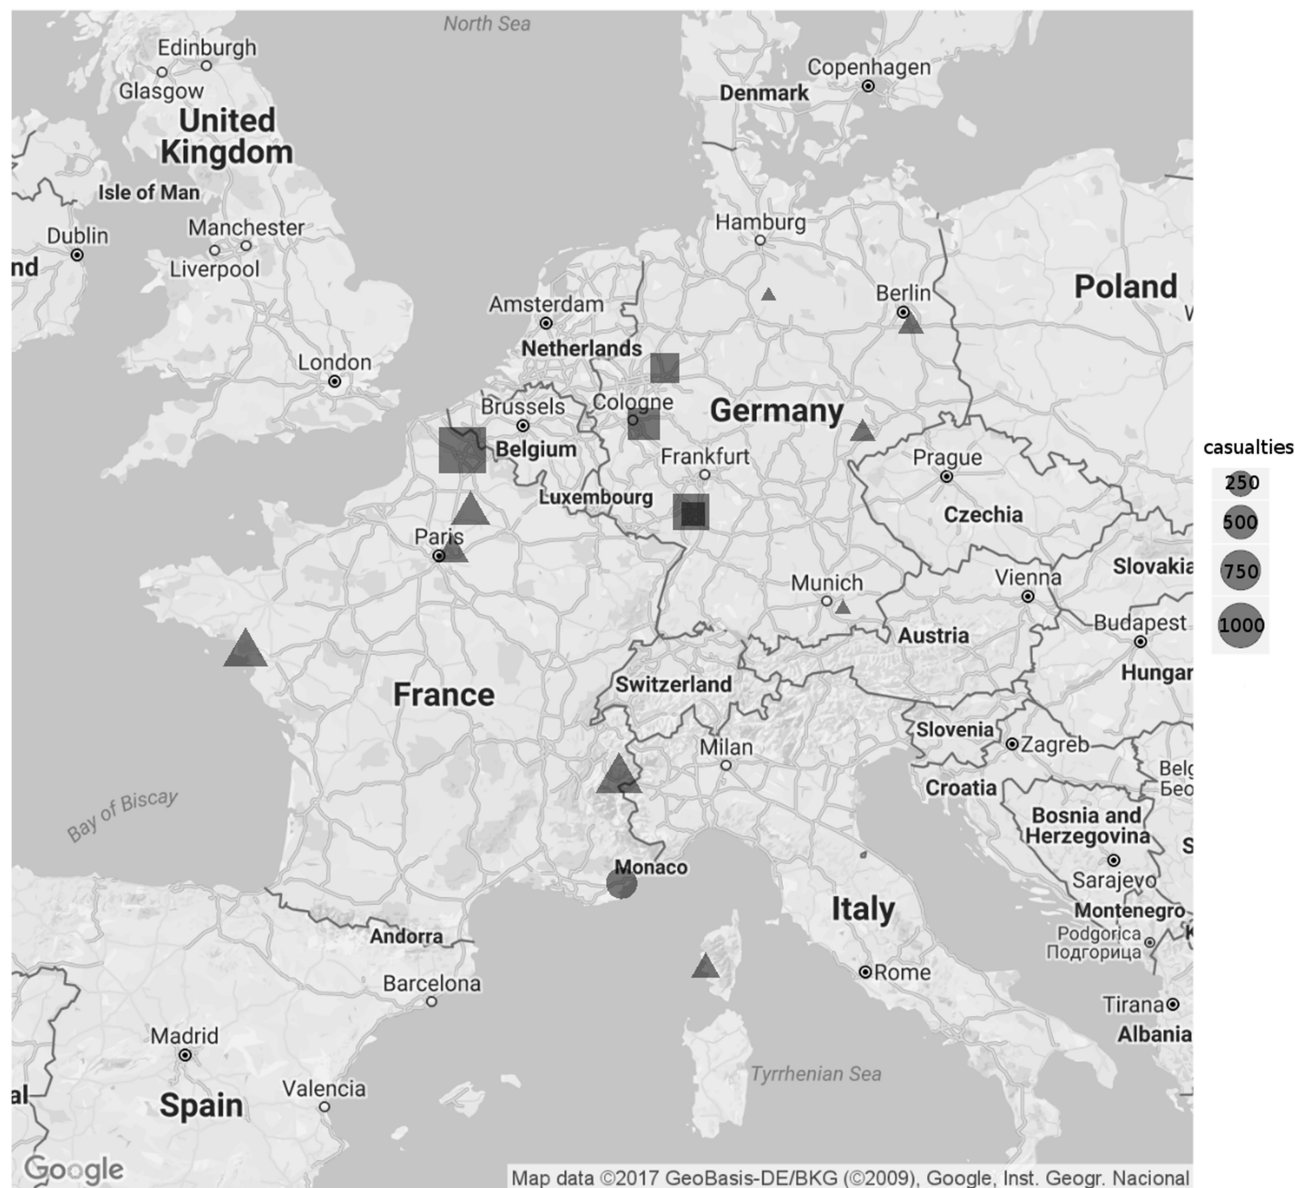 North Sea
Edinburgh
Glasgow
Copenhagen
Denmark
United
Kingdom
Isle of Man
Manchester
Dublin
Liverpool
nd
Hamburg
Poland
Berlin
Amsterdam
W
Netherlands
London
Brussels
Cologne
Germany
casualties
Belgium
Frankfurt
Prague
250
Luxembourg
Czechia
500
Paris
Slovakia
750
Munich
Vienna
Budapest
1000
Austria
Hungar
Switzerland
France
Slovenia
Zagreb
Milan
Belg
Бео
Croatia
Bay of Biscay
Bosnia and
Herzegovina
S
Monaco
Sarajevo
Italy
Montenegro
Andorra
Podgorica
K
Подгорица
Rome
Barcelona
Tirana
Albania
Madrid
Tyrrhenian Sea
Valencia
al
Spain
Google
Map data ©2017 GeoBasis-DE/BKG (©2009), Google, Inst. Geogr. Nacional